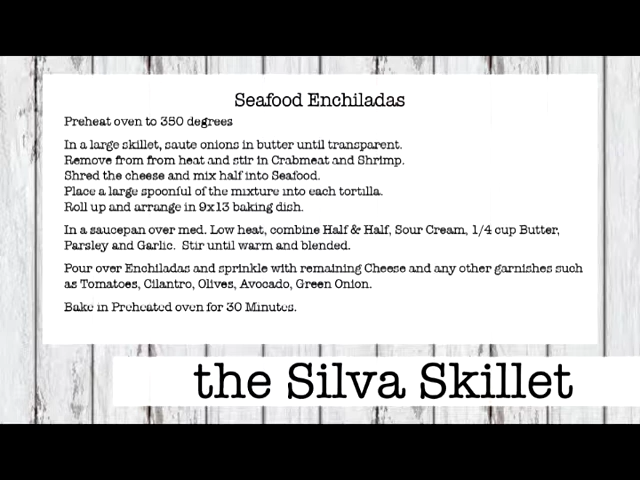 Seafood Enchiladas
Preheat oven to 350 degrees
In a large skillet, saute onions in butter until transparent.
Remove from from heat and stir in Crabmeat and Shrimp.
Shred the cheese and mix half into Seafood.
Place a large spoonful of the mixture into each tortilla.
Roll up and arrange in 9x13 baking dish.
In a saucepan over med. Low heat, combine Half & Half, Sour Cream, 1/4 cup Butter,
Parsley and Garlic. Stir until warm and blended.
Pour over Enchiladas and sprinkle with remaining Cheese and any other garnishes such
as Tomatoes, Cilantro, Olives, Avocado, Green Onion.
Bake in Preheated oven for 30 Minutes.
the Silva Skillet